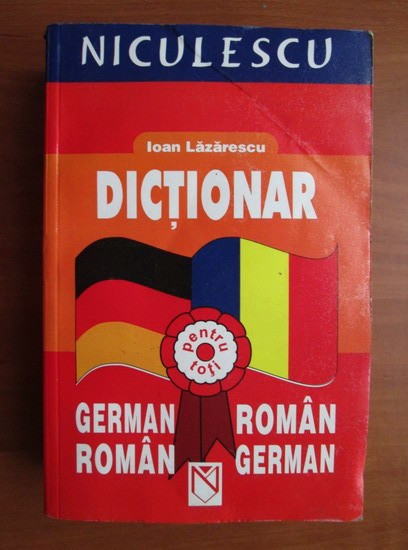 NICULESCU
Ioan Lăzărescu
DICȚIONAR
pentru
toți
GERMAN
ROMÂN
ROMÂN
GERMAN